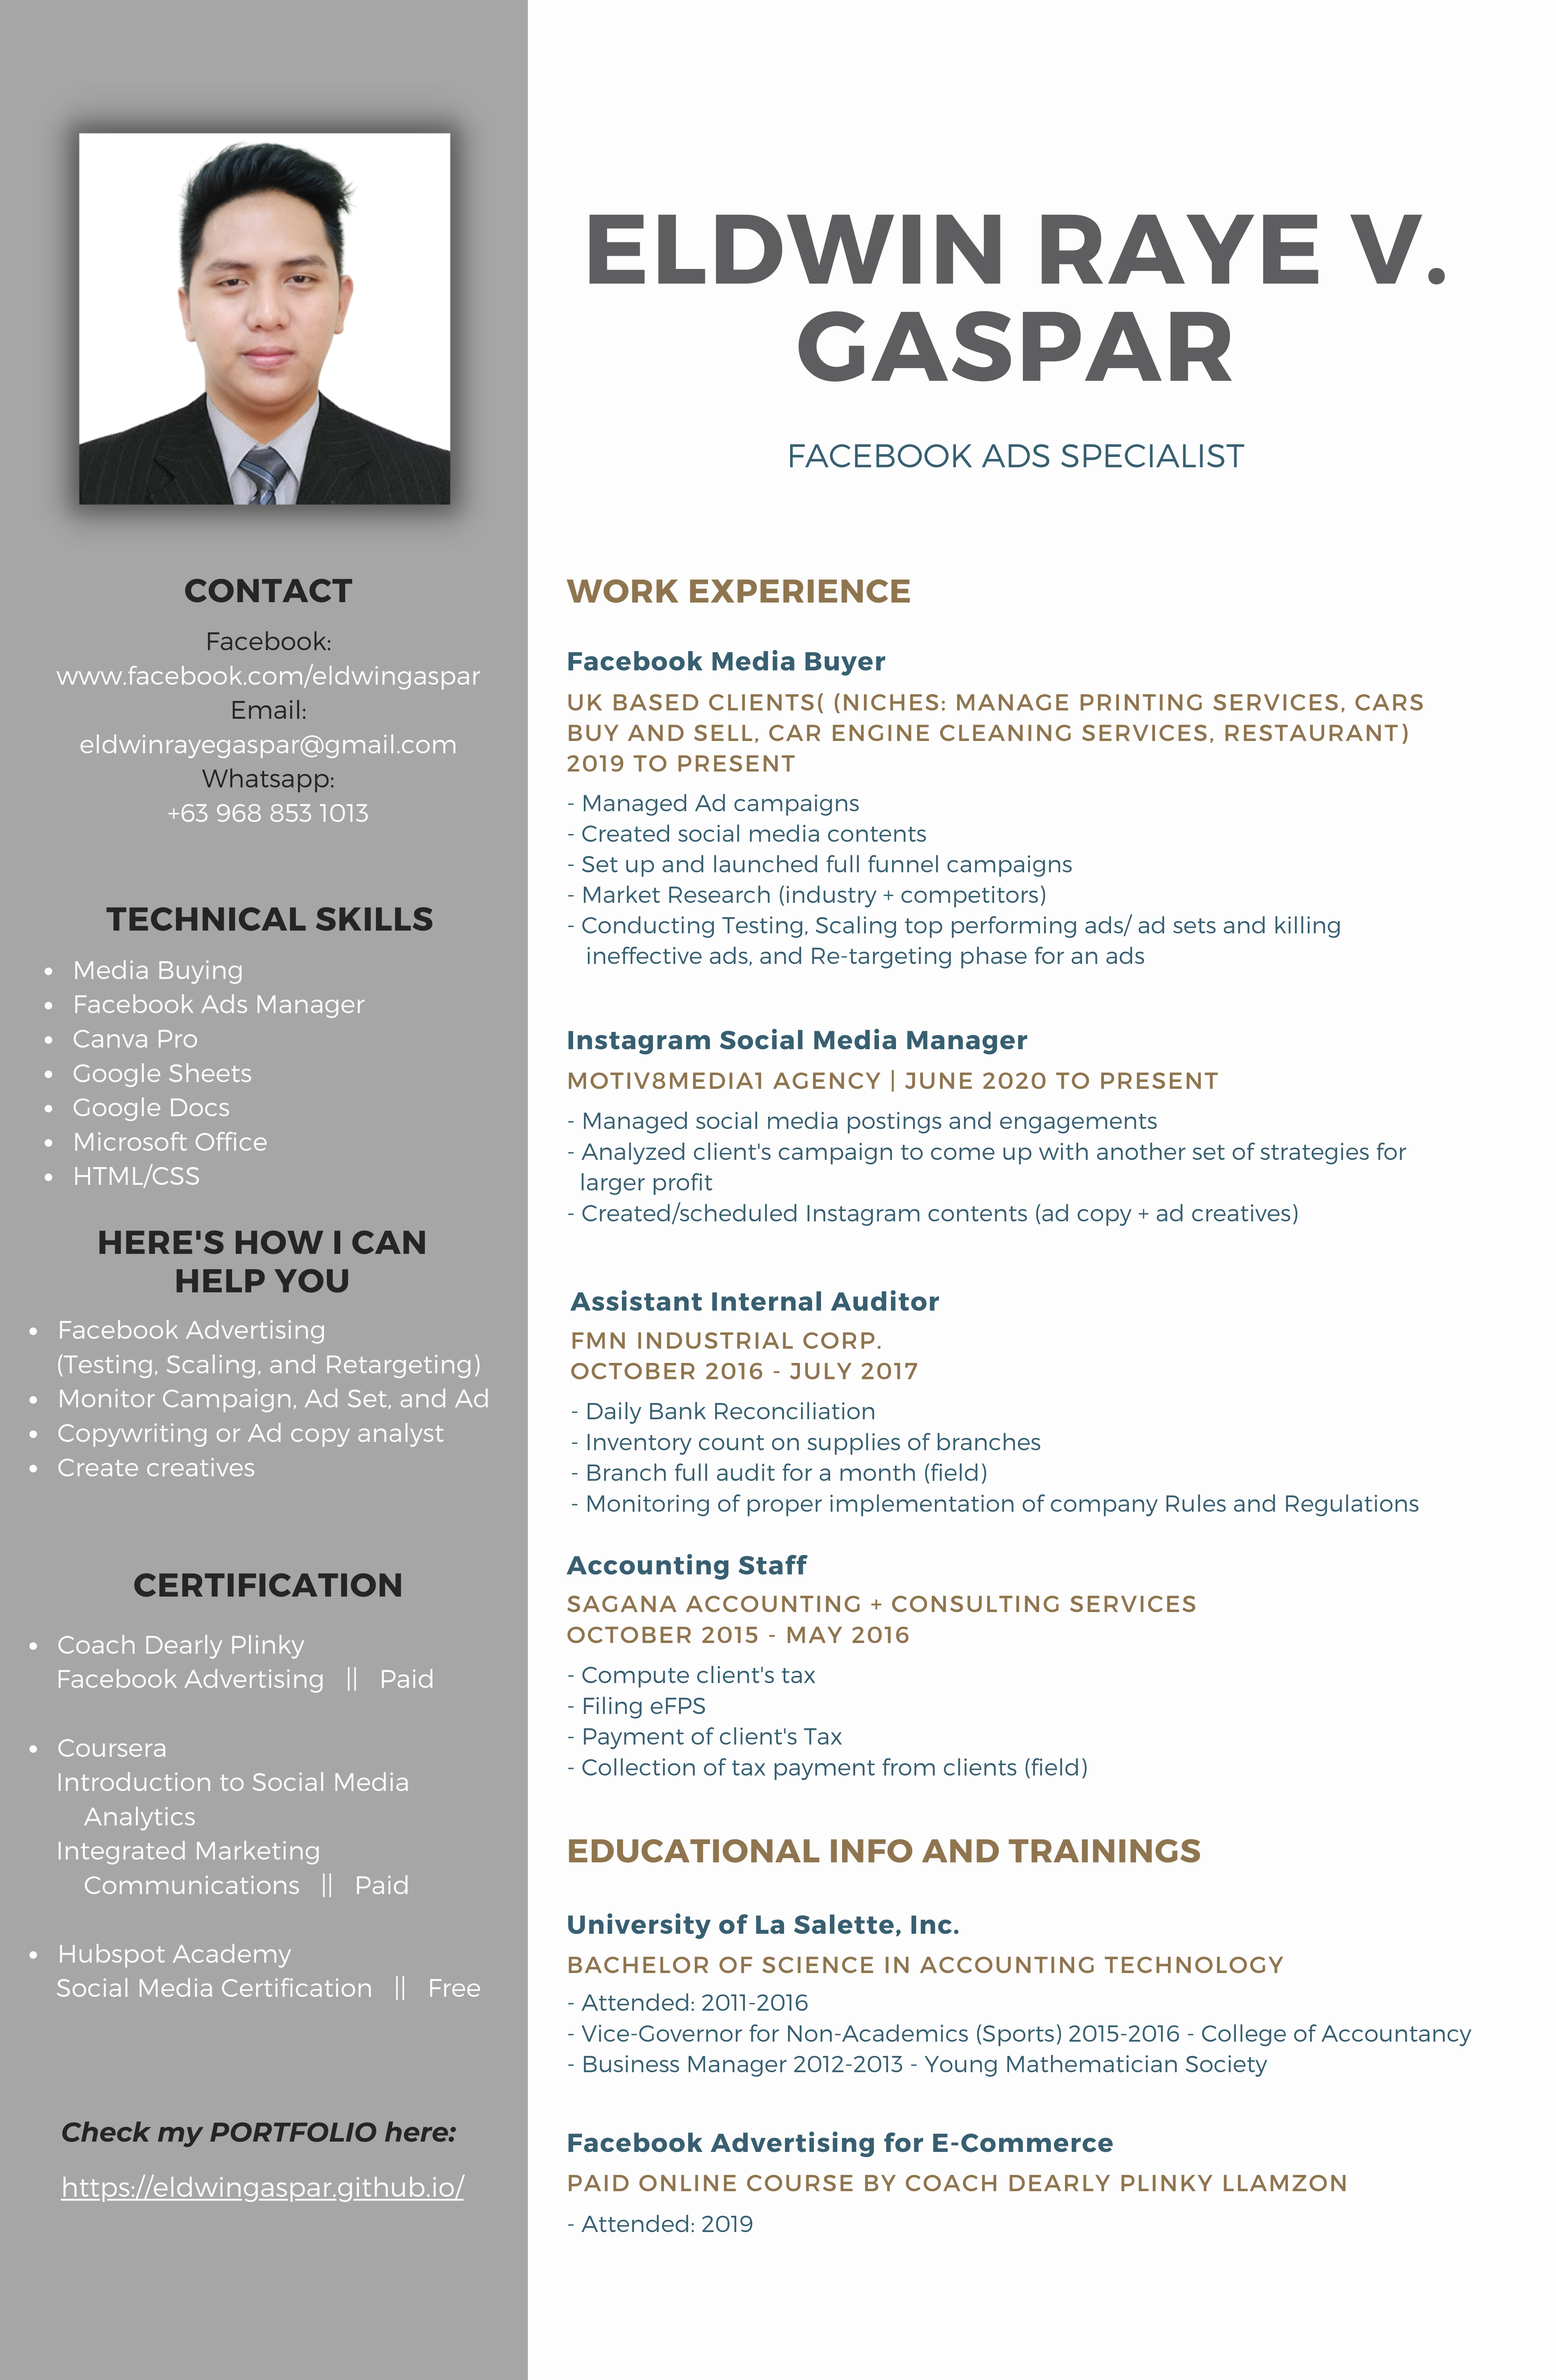 ELDWIN RAYE V.
GASPAR
FACEBOOK ADS SPECIALIST
CONTACT
Facebook:
www.facebook.com/eldwingaspar
Email:
eldwinrayegaspar@gmail.com
Whatsapp:
+63 968 853 1013
TECHNICAL SKILLS
• Media Buying
• Facebook Ads Manager
• Canva Pro
• Google Sheets
• Google Docs
• Microsoft Office
• HTML/CSS
HERE'S HOW I CAN
HELP YOU
• Facebook Advertising
(Testing, Scaling, and Retargeting)
• Monitor Campaign, Ad Set, and Ad
• Copywriting or Ad copy analyst
• Create creatives
CERTIFICATION
• Coach Dearly Plinky
Facebook Advertising || Paid
• Coursera
Introduction to Social Media
Analytics
Integrated Marketing
Communications || Paid
• Hubspot Academy
Social Media Certification || Free
Check my PORTFOLIO here:
https://eldwingaspar.github.io/
WORK EXPERIENCE
Facebook Media Buyer
UK BASED CLIENTS( (NICHES: MANAGE PRINTING SERVICES, CARS
BUY AND SELL, CAR ENGINE CLEANING SERVICES, RESTAURANT)
2019 TO PRESENT
- Managed Ad campaigns
- Created social media contents
- Set up and launched full funnel campaigns
- Market Research (industry + competitors)
- Conducting Testing, Scaling top performing ads/ ad sets and killing
ineffective ads, and Re-targeting phase for an ads
Instagram Social Media Manager
MOTIV8MEDIA1 AGENCY | JUNE 2020 TO PRESENT
- Managed social media postings and engagements
- Analyzed client's campaign to come up with another set of strategies for
larger profit
- Created/scheduled Instagram contents (ad copy + ad creatives)
Assistant Internal Auditor
FMN INDUSTRIAL CORP.
OCTOBER 2016 - JULY 2017
- Daily Bank Reconciliation
- Inventory count on supplies of branches
- Branch full audit for a month (field)
- Monitoring of proper implementation of company Rules and Regulations
Accounting Staff
SAGANA ACCOUNTING + CONSULTING SERVICES
OCTOBER 2015 - MAY 2016
- Compute client's tax
- Filing eFPS
- Payment of client's Tax
- Collection of tax payment from clients (field)
EDUCATIONAL INFO AND TRAININGS
University of La Salette, Inc.
BACHELOR OF SCIENCE IN ACCOUNTING TECHNOLOGY
- Attended: 2011-2016
- Vice-Governor for Non-Academics (Sports) 2015-2016 - College of Accountancy
- Business Manager 2012-2013 - Young Mathematician Society
Facebook Advertising for E-Commerce
PAID ONLINE COURSE BY COACH DEARLY PLINKY LLAMZON
- Attended: 2019